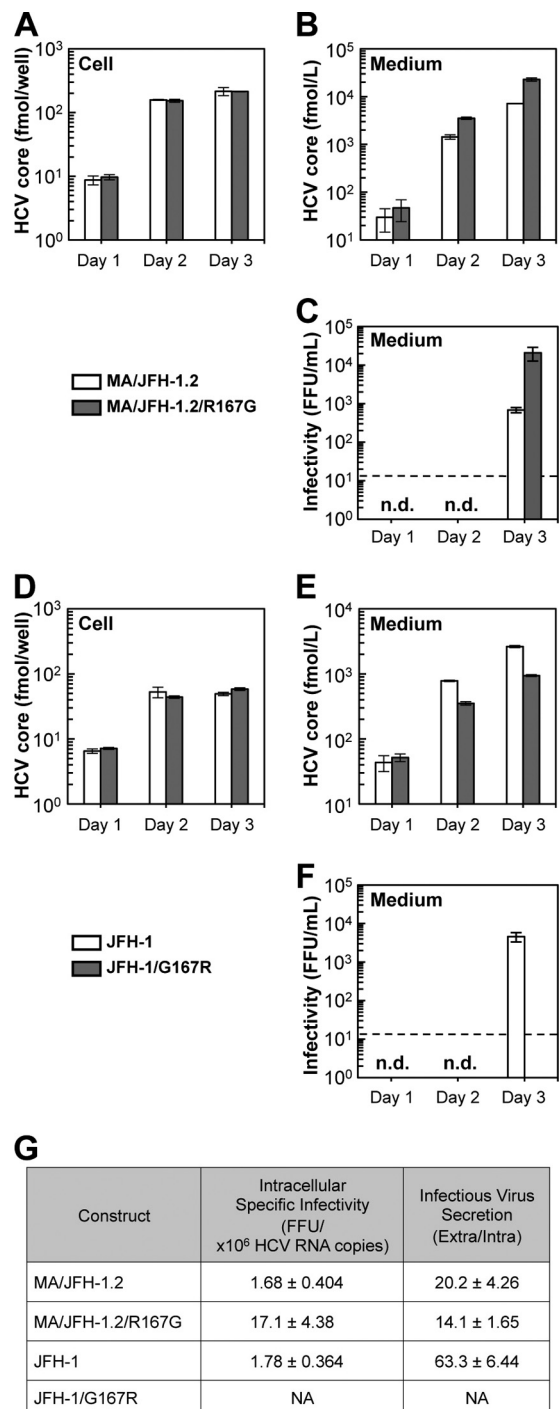 A
Cell
HCV core (fmol/well)
10³
10²
10¹
10⁰
Day 1 Day 2 Day 3
B
Medium
HCV core (fmol/L)
10⁵
10⁴
10³
10²
10¹
Day 1 Day 2 Day 3
C
Medium
Infectivity (FFU/mL)
10⁵
10⁴
10³
10²
10¹
10⁰
n.d. n.d.
Day 1 Day 2 Day 3
MA/JFH-1.2
MA/JFH-1.2/R167G
D
Cell
HCV core (fmol/well)
10³
10²
10¹
10⁰
Day 1 Day 2 Day 3
E
Medium
HCV core (fmol/L)
10⁴
10³
10²
10¹
Day 1 Day 2 Day 3
F
Medium
Infectivity (FFU/mL)
10⁵
10⁴
10³
10²
10¹
10⁰
n.d. n.d.
Day 1 Day 2 Day 3
JFH-1
JFH-1/G167R
G
Construct
Intracellular
Specific Infectivity
(FFU/
x10⁶ HCV RNA copies)
Infectious Virus
Secretion
(Extra/Intra)
MA/JFH-1.2 1.68 ± 0.404 20.2 ± 4.26
MA/JFH-1.2/R167G 17.1 ± 4.38 14.1 ± 1.65
JFH-1 1.78 ± 0.364 63.3 ± 6.44
JFH-1/G167R NA NA